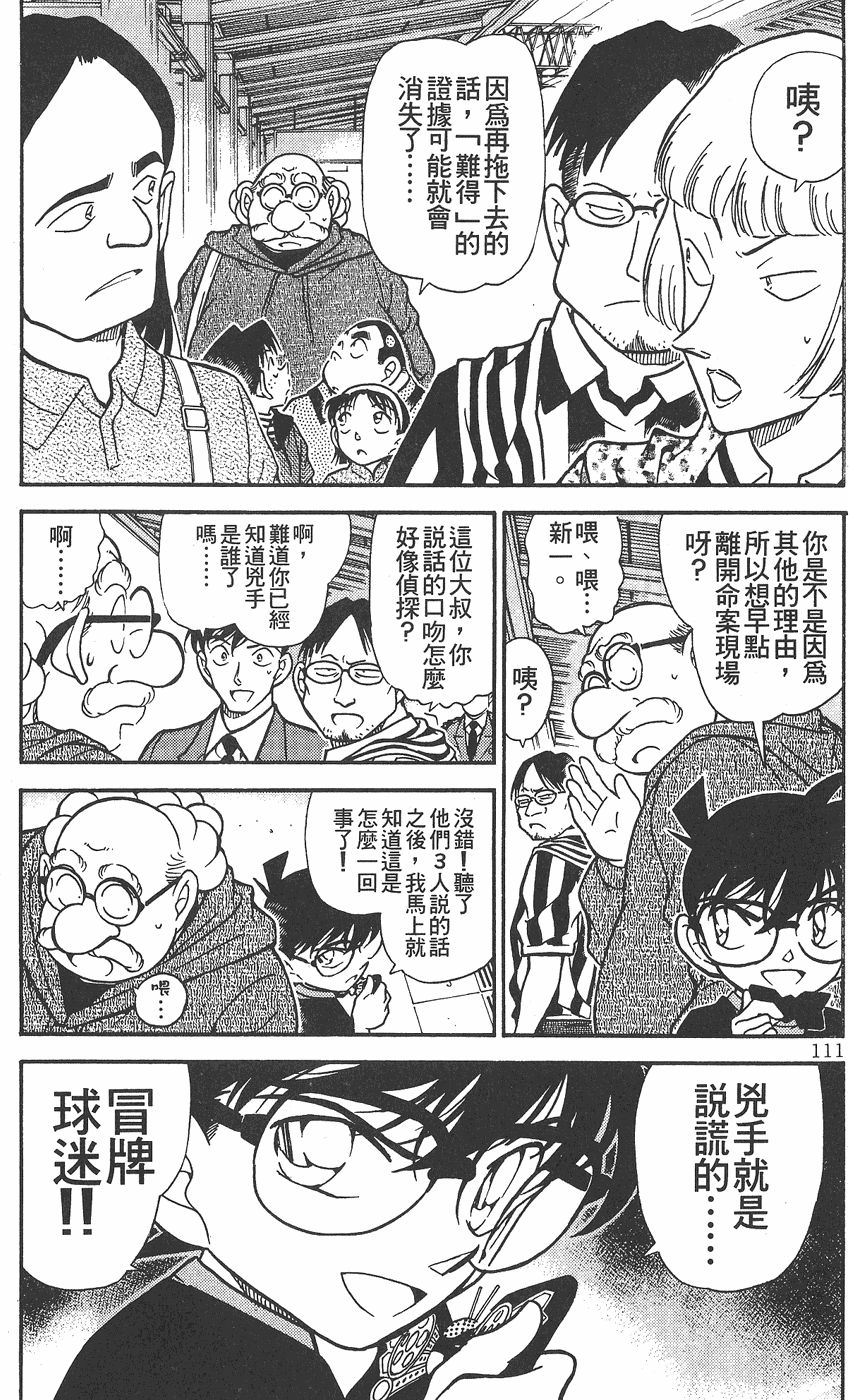 咦？
因爲再拖下去的
話，「難得」的
證據可能就會
消失了……
你是不是因爲
其他的理由，
所以想早點
離開命案現場
呀？
喂、喂…
新一。
咦？
這位大叔，你
説話的口吻怎麼
好像偵探？
啊，
難道你已經
知道兇手
是誰了
嗎……
啊……
沒錯！聽了
他們3人説的話
之後，我馬上就
知道這是
怎麼一回
事了！
喂…
111
兇手就是
説謊的……
冒牌
球迷!!